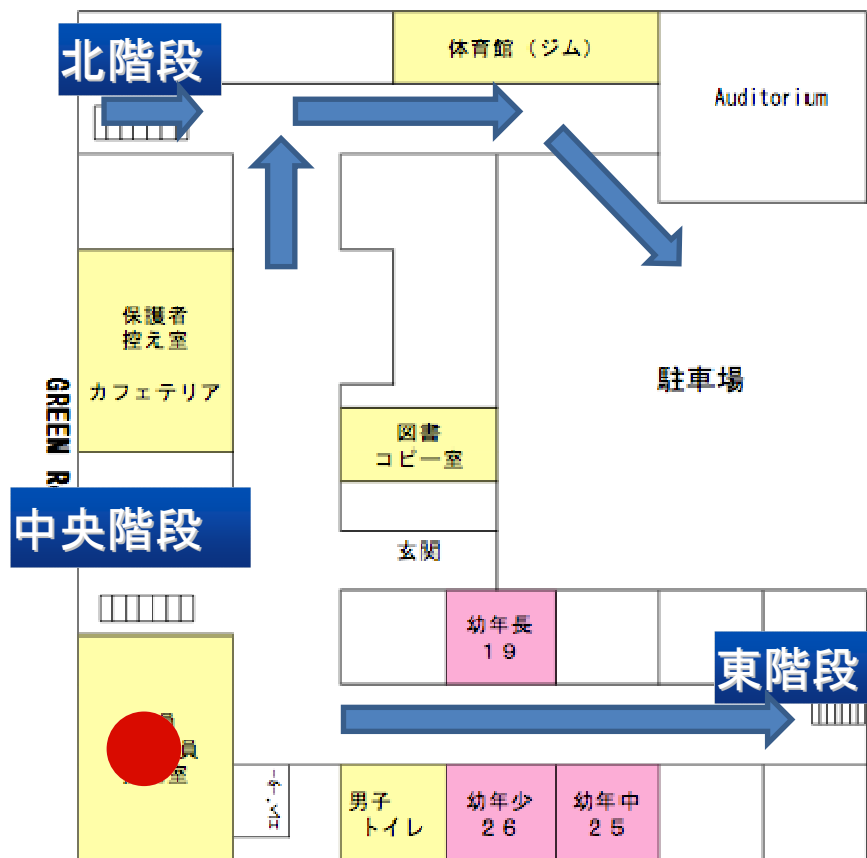 北階段
体育館（ジム）
Auditorium
保護者
控え室
カフェテリア
GREEN
駐車場
図書
コピー室
中央階段
玄関
幼年長
１９
東階段
員
室
男子
トイレ
幼年少
２６
幼年中
２５